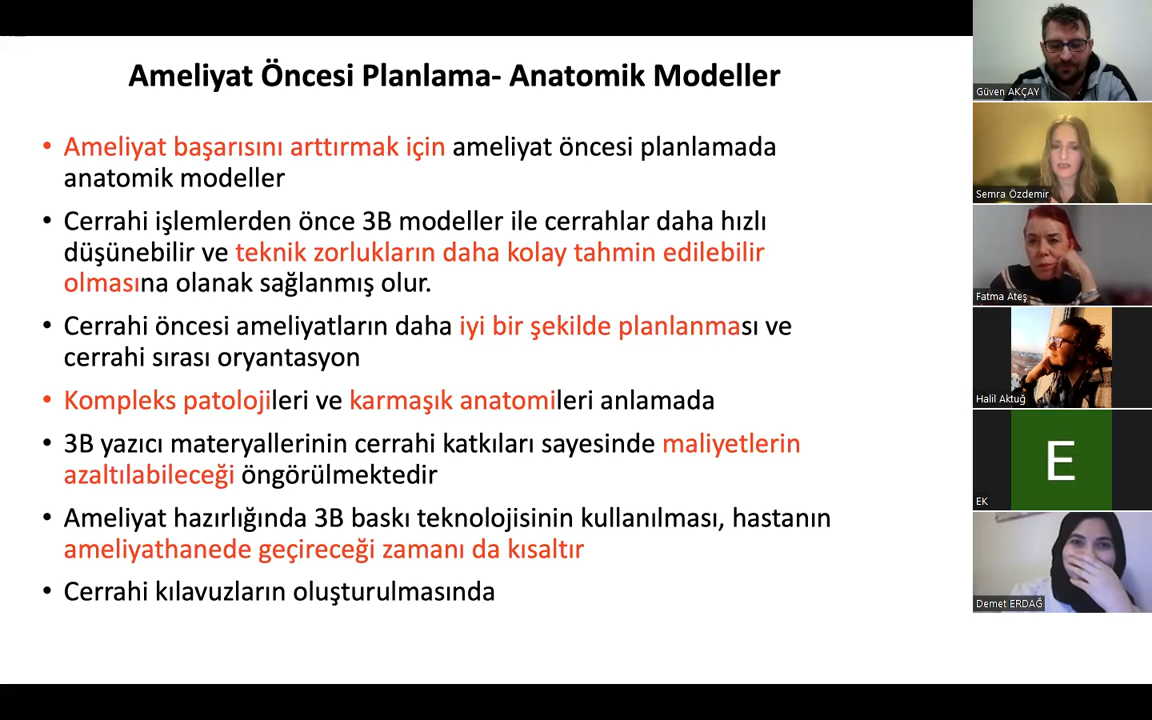 Ameliyat Öncesi Planlama- Anatomik Modeller
• Ameliyat başarısını arttırmak için ameliyat öncesi planlamada
anatomik modeller
• Cerrahi işlemlerden önce 3B modeller ile cerrahlar daha hızlı
düşünebilir ve teknik zorlukların daha kolay tahmin edilebilir
olmasına olanak sağlanmış olur.
• Cerrahi öncesi ameliyatların daha iyi bir şekilde planlanması ve
cerrahi sırası oryantasyon
• Kompleks patolojileri ve karmaşık anatomileri anlamada
• 3B yazıcı materyallerinin cerrahi katkıları sayesinde maliyetlerin
azaltılabileceği öngörülmektedir
• Ameliyat hazırlığında 3B baskı teknolojisinin kullanılması, hastanın
ameliyathanede geçireceği zamanı da kısaltır
• Cerrahi kılavuzların oluşturulmasında
Güven AKÇAY
Semra Özdemir
Fatma Ateş
Halil Aktuğ
E
EK
Demet ERDAĞ